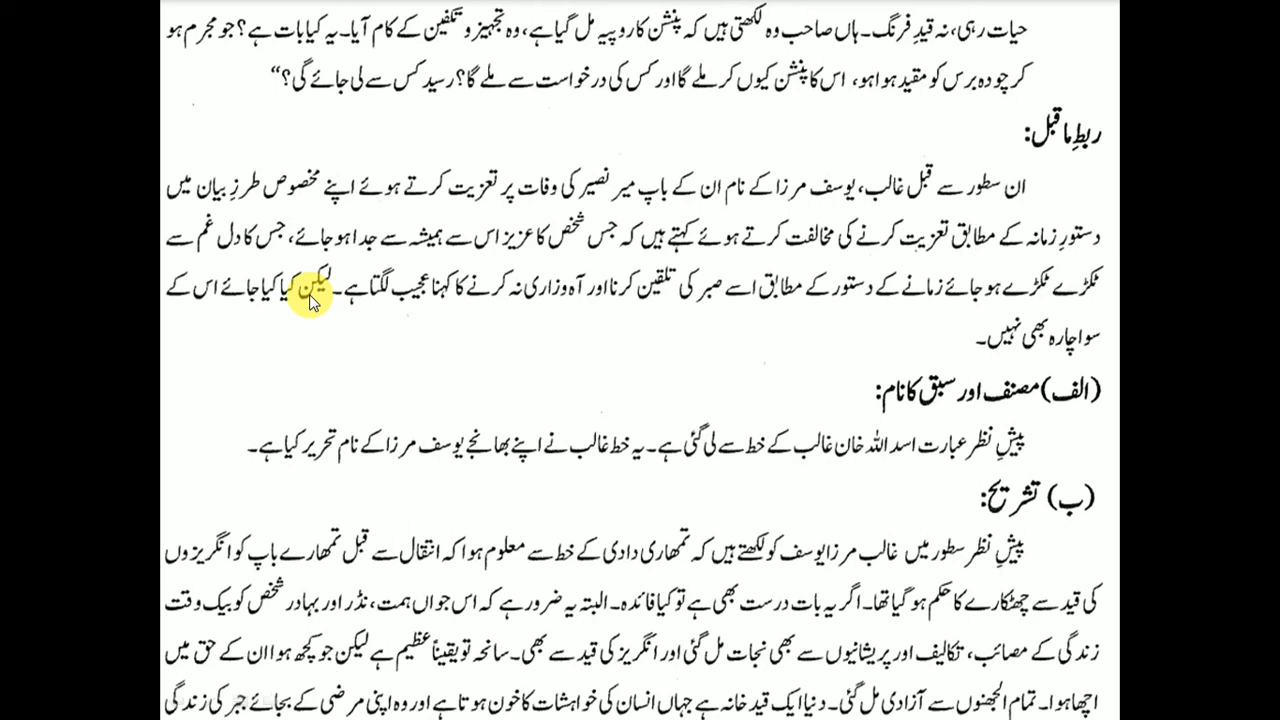 حیات رہی، نہ قیدِ فرنگ۔ ہاں صاحب وہ لکھتی ہیں کہ پنشن کا روپیہ مل گیا ہے، وہ تجہیز و تکفین کے کام آیا۔ یہ کیا بات ہے؟ جو مجرم ہو
کر چودہ برس کو مقید ہوا ہو، اس کا پنشن کیوں کر ملے گا اور کس کی درخواست سے ملے گا؟ رسید کس سے لی جائے گی؟“
ربطِ ماقبل:
ان سطور سے قبل غالب، یوسف مرزا کے نام ان کے باپ میر نصیر کی وفات پر تعزیت کرتے ہوئے اپنے مخصوص طرزِ بیان میں
دستورِ زمانہ کے مطابق تعزیت کرنے کی مخالفت کرتے ہوئے کہتے ہیں کہ جس شخص کا عزیز اس سے ہمیشہ سے جدا ہو جائے، جس کا دل غم سے
ٹکڑے ٹکڑے ہو جائے زمانے کے دستور کے مطابق اسے صبر کی تلقین کرنا اور آہ وزاری نہ کرنے کا کہنا عجیب لگتا ہے۔ لیکن کیا کیا جائے اس کے
سوا چارہ بھی نہیں۔
(الف) مصنف اور سبق کا نام:
پیشِ نظر عبارت اسد اللہ خان غالب کے خط سے لی گئی ہے۔ یہ خط غالب نے اپنے بھانجے یوسف مرزا کے نام تحریر کیا ہے۔
(ب) تشریح:
پیشِ نظر سطور میں غالب مرزا یوسف کو لکھتے ہیں کہ تمھاری دادی کے خط سے معلوم ہوا کہ انتقال سے قبل تمھارے باپ کو انگریزوں
کی قید سے چھٹکارے کا حکم ہو گیا تھا۔ اگر یہ بات درست بھی ہے تو کیا فائدہ۔ البتہ یہ ضرور ہے کہ اس جواں ہمت، نڈر اور بہادر شخص کو بیک وقت
زندگی کے مصائب، تکالیف اور پریشانیوں سے بھی نجات مل گئی اور انگریز کی قید سے بھی۔ سانحہ تو یقیناً عظیم ہے لیکن جو کچھ ہوا ان کے حق میں
اچھا ہوا۔ تمام الجھنوں سے آزادی مل گئی۔ دنیا ایک قید خانہ ہے جہاں انسان کی خواہشات کا خون ہوتا ہے اور وہ اپنی مرضی کے بجائے جبر کی زندگی